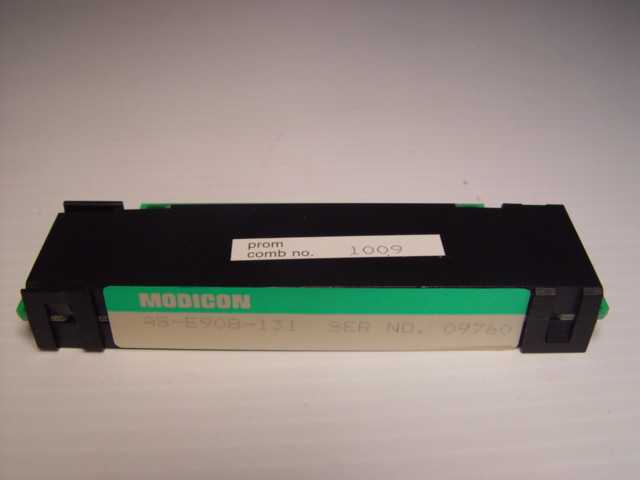 prom
comb no. 1009
MODICON
AS-E908-131 SER NO. 09760